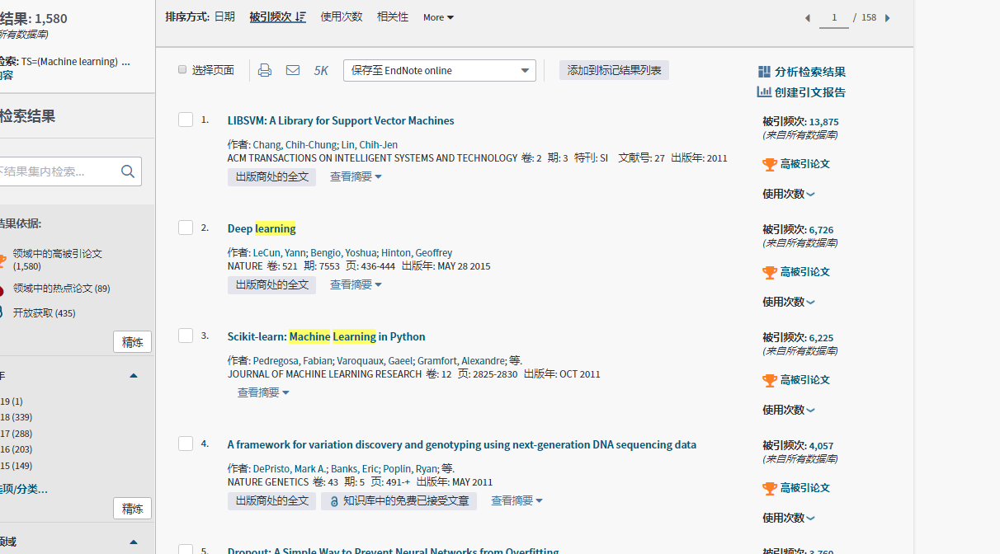 结果: 1,580
所有数据库)
检索: TS=(Machine learning) ...
内容
检索结果
结果集内检索...
结果依据:
领域中的高被引论文
(1,580)
领域中的热点论文 (89)
开放获取 (435)
精炼
年
19 (1)
18 (339)
17 (288)
16 (203)
15 (149)
选项/分类...
精炼
领域
排序方式: 日期 被引频次 使用次数 相关性 More
1 / 158
选择页面 5K 保存至 EndNote online 添加到标记结果列表
分析检索结果
创建引文报告
1. LIBSVM: A Library for Support Vector Machines
作者: Chang, Chih-Chung; Lin, Chih-Jen
ACM TRANSACTIONS ON INTELLIGENT SYSTEMS AND TECHNOLOGY 卷: 2 期: 3 特刊: SI 文献号: 27 出版年: 2011
出版商处的全文 查看摘要
被引频次: 13,875
(来自所有数据库)
高被引论文
使用次数
2. Deep learning
作者: LeCun, Yann; Bengio, Yoshua; Hinton, Geoffrey
NATURE 卷: 521 期: 7553 页: 436-444 出版年: MAY 28 2015
出版商处的全文 查看摘要
被引频次: 6,726
(来自所有数据库)
高被引论文
使用次数
3. Scikit-learn: Machine Learning in Python
作者: Pedregosa, Fabian; Varoquaux, Gael; Gramfort, Alexandre; 等.
JOURNAL OF MACHINE LEARNING RESEARCH 卷: 12 页: 2825-2830 出版年: OCT 2011
查看摘要
被引频次: 6,225
(来自所有数据库)
高被引论文
使用次数
4. A framework for variation discovery and genotyping using next-generation DNA sequencing data
作者: DePristo, Mark A.; Banks, Eric; Poplin, Ryan; 等.
NATURE GENETICS 卷: 43 期: 5 页: 491-+ 出版年: MAY 2011
出版商处的全文 知识库中的免费已接受文章 查看摘要
被引频次: 4,057
(来自所有数据库)
高被引论文
使用次数
5. Dropout: A Simple Way to Prevent Neural Networks from Overfitting
被引频次: 3,760